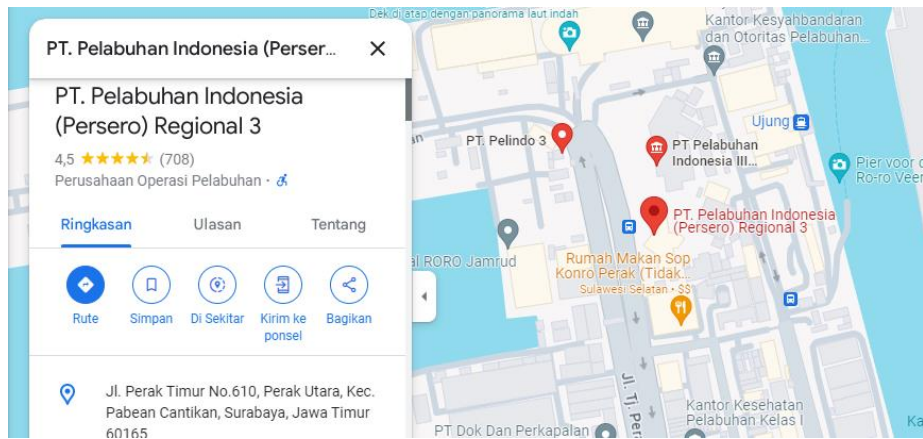 PT. Pelabuhan Indonesia (Perser...
PT. Pelabuhan Indonesia
(Persero) Regional 3
4,5 (708)
Perusahaan Operasi Pelabuhan ·
Ringkasan Ulasan Tentang
Rute Simpan Di Sekitar Kirim ke
ponsel Bagikan
Jl. Perak Timur No.610, Perak Utara, Kec.
Pabean Cantikan, Surabaya, Jawa Timur
60165
Dek di atap dengan panorama laut indah
Kantor Kesyahbandaran
dan Otoritas Pelabuhan...
Ujung
PT. Pelindo 3
PT Pelabuhan
Indonesia III...
Pier voor
Ro-ro Veer
PT. Pelabuhan Indonesia
(Persero) Regional 3
al RORO Jamrud
Rumah Makan Sop
Konro Perak (Tidak...
Sulawesi Selatan · $$
Jl. Tj. Pera
Kantor Kesehatan
Pelabuhan Kelas I
PT Dok Dan Perkapalan
Ka